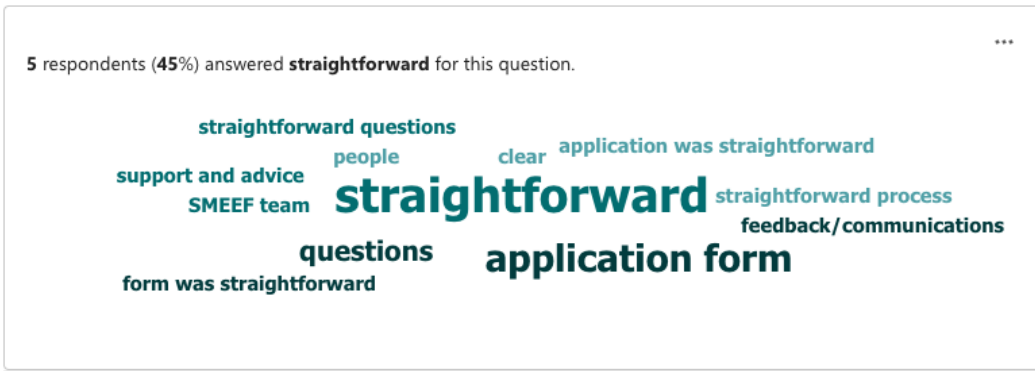 5 respondents (45%) answered straightforward for this question.
straightforward questions
application was straightforward
people
clear
support and advice
straightforward
straightforward process
SMEEF team
feedback/communications
questions
application form
form was straightforward